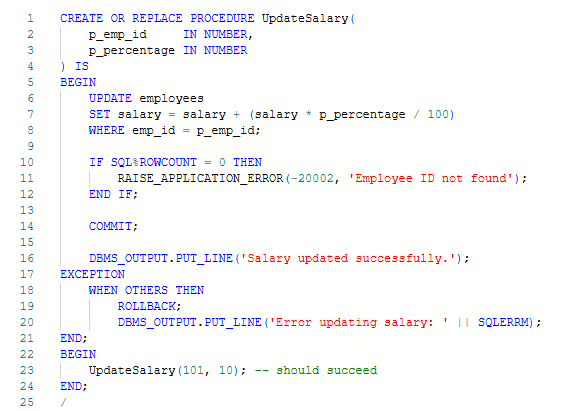 1 CREATE OR REPLACE PROCEDURE UpdateSalary(
2     p_emp_id     IN NUMBER,
3     p_percentage IN NUMBER
4 ) IS
5 BEGIN
6     UPDATE employees
7     SET salary = salary + (salary * p_percentage / 100)
8     WHERE emp_id = p_emp_id;
9
10     IF SQL%ROWCOUNT = 0 THEN
11         RAISE_APPLICATION_ERROR(-20002, 'Employee ID not found');
12     END IF;
13
14     COMMIT;
15
16     DBMS_OUTPUT.PUT_LINE('Salary updated successfully.');
17 EXCEPTION
18     WHEN OTHERS THEN
19         ROLLBACK;
20         DBMS_OUTPUT.PUT_LINE('Error updating salary: ' || SQLERRM);
21 END;
22 BEGIN
23     UpdateSalary(101, 10); -- should succeed
24 END;
25 /